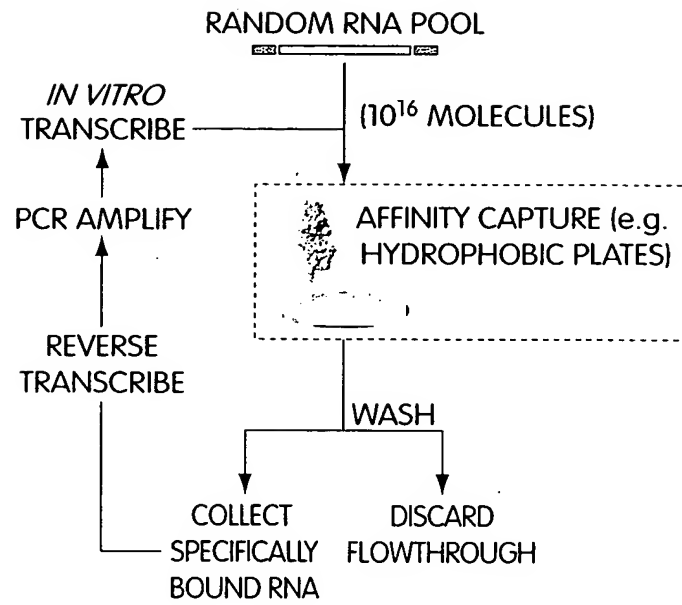 RANDOM RNA POOL
IN VITRO
TRANSCRIBE
(10¹⁶ MOLECULES)
PCR AMPLIFY
AFFINITY CAPTURE (e.g.
HYDROPHOBIC PLATES)
REVERSE
TRANSCRIBE
WASH
COLLECT
SPECIFICALLY
BOUND RNA
DISCARD
FLOWTHROUGH